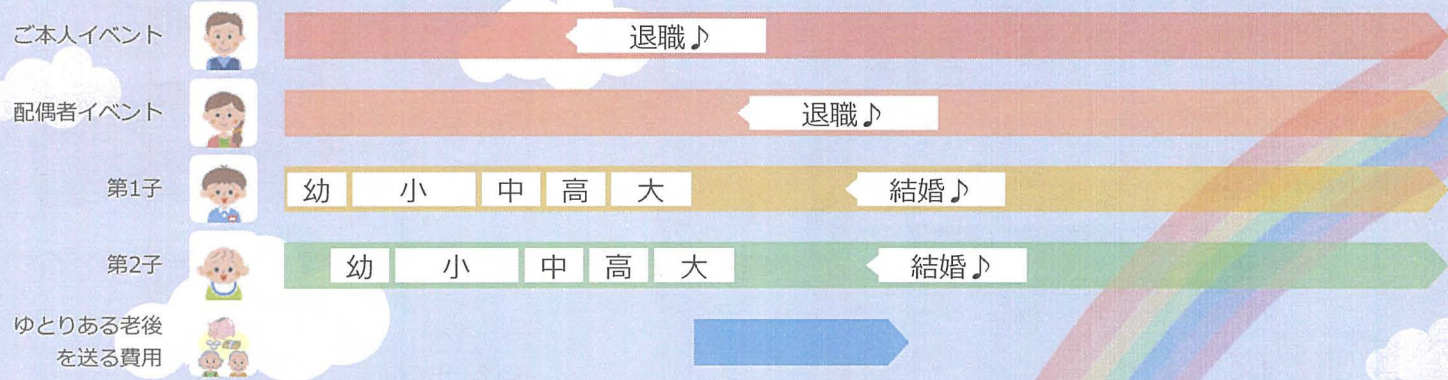 ご本人イベント 退職♪
配偶者イベント 退職♪
第1子 幼 小 中 高 大 結婚♪
第2子 幼 小 中 高 大 結婚♪
ゆとりある老後
を送る費用